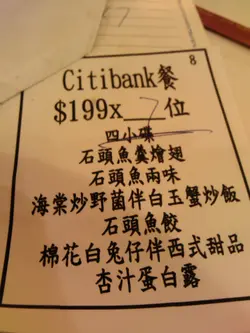 8
Citibank餐
$199x 7 位
四小碟
石頭魚羹燴翅
石頭魚兩味
海棠炒野菌伴白玉蟹炒飯
石頭魚餃
棉花白兔仔伴西式甜品
杏汁蛋白露